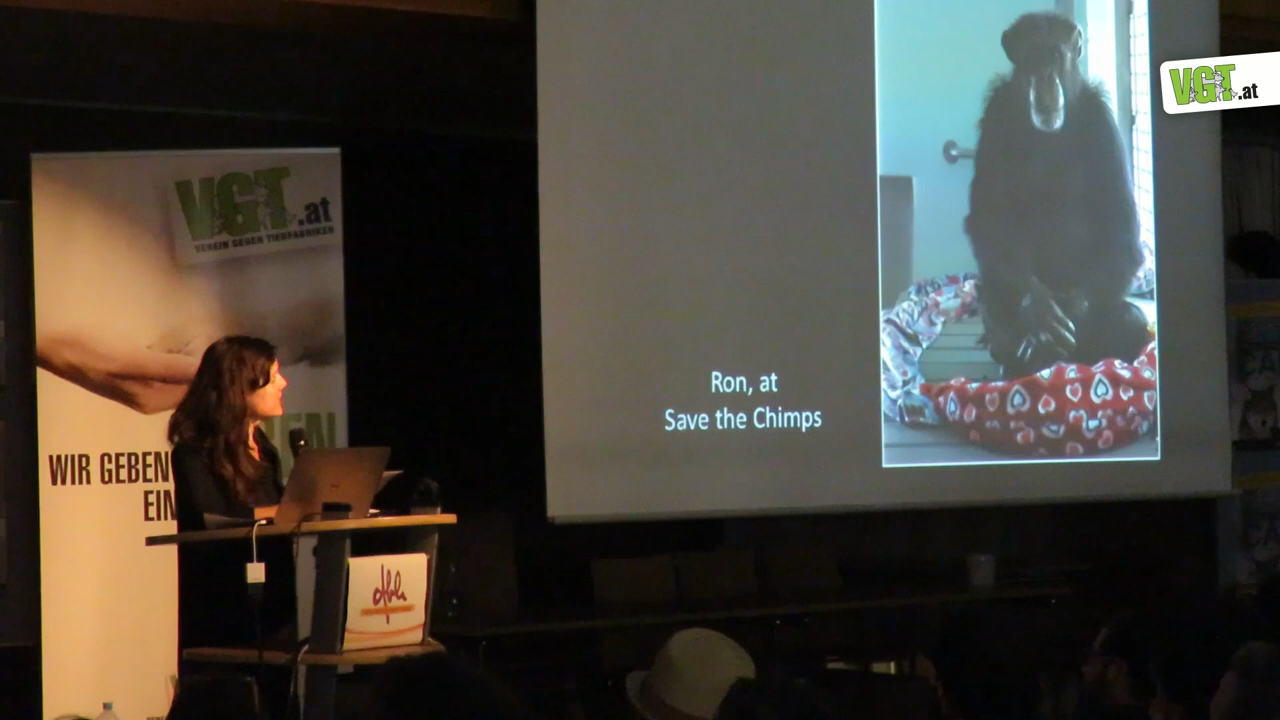 VGT.at
VEREIN GEGEN TIERFABRIKEN
WIR GEBEN
EIN
Ron, at
Save the Chimps
VGT.at